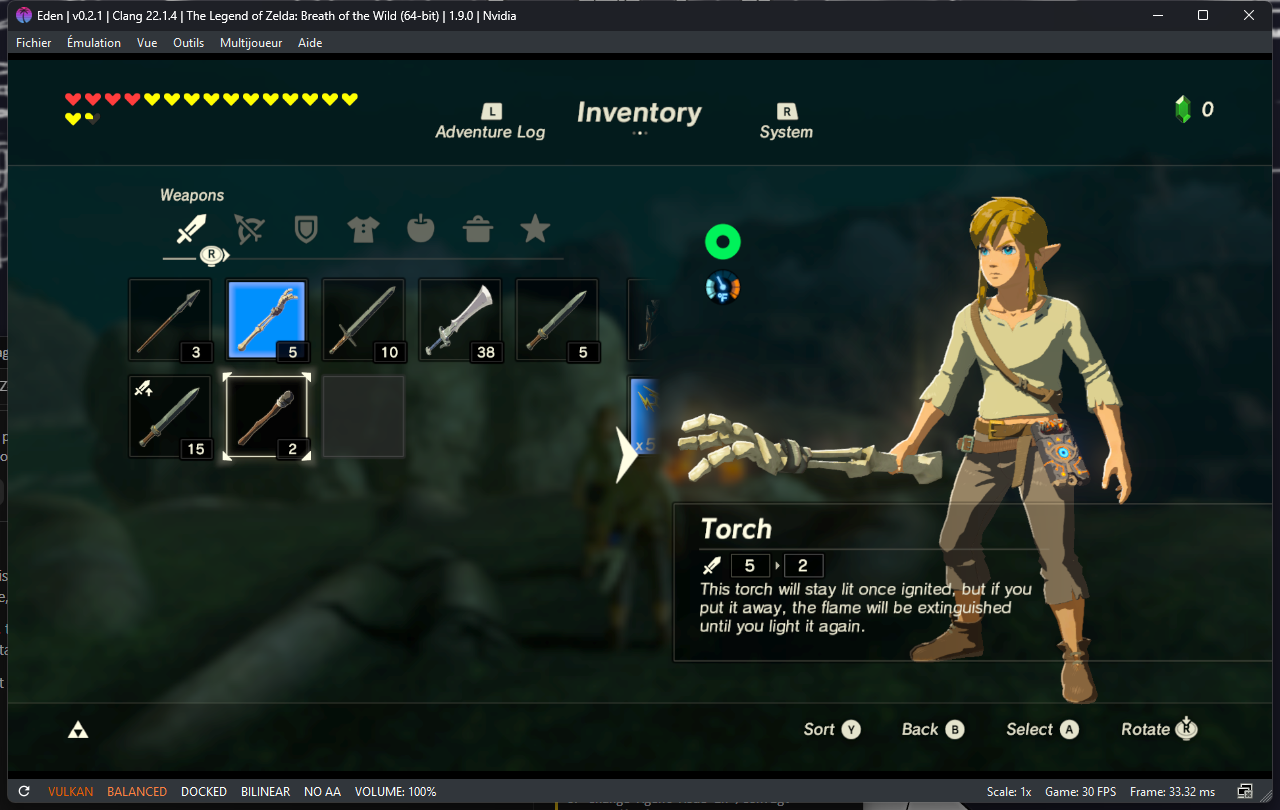 Eden | v0.2.1 | Clang 22.1.4 | The Legend of Zelda: Breath of the Wild (64-bit) | 1.9.0 | Nvidia
Fichier Émulation Vue Outils Multijoueur Aide
L Inventory R 0
Adventure Log System
Weapons
R
°F
3 5 10 38 5
15 2 x5
Torch
5 2
This torch will stay lit once ignited, but if you
put it away, the flame will be extinguished
until you light it again.
Sort Y Back B Select A Rotate R
VULKAN BALANCED DOCKED BILINEAR NO AA VOLUME: 100% Scale: 1x Game: 30 FPS Frame: 33.32 ms